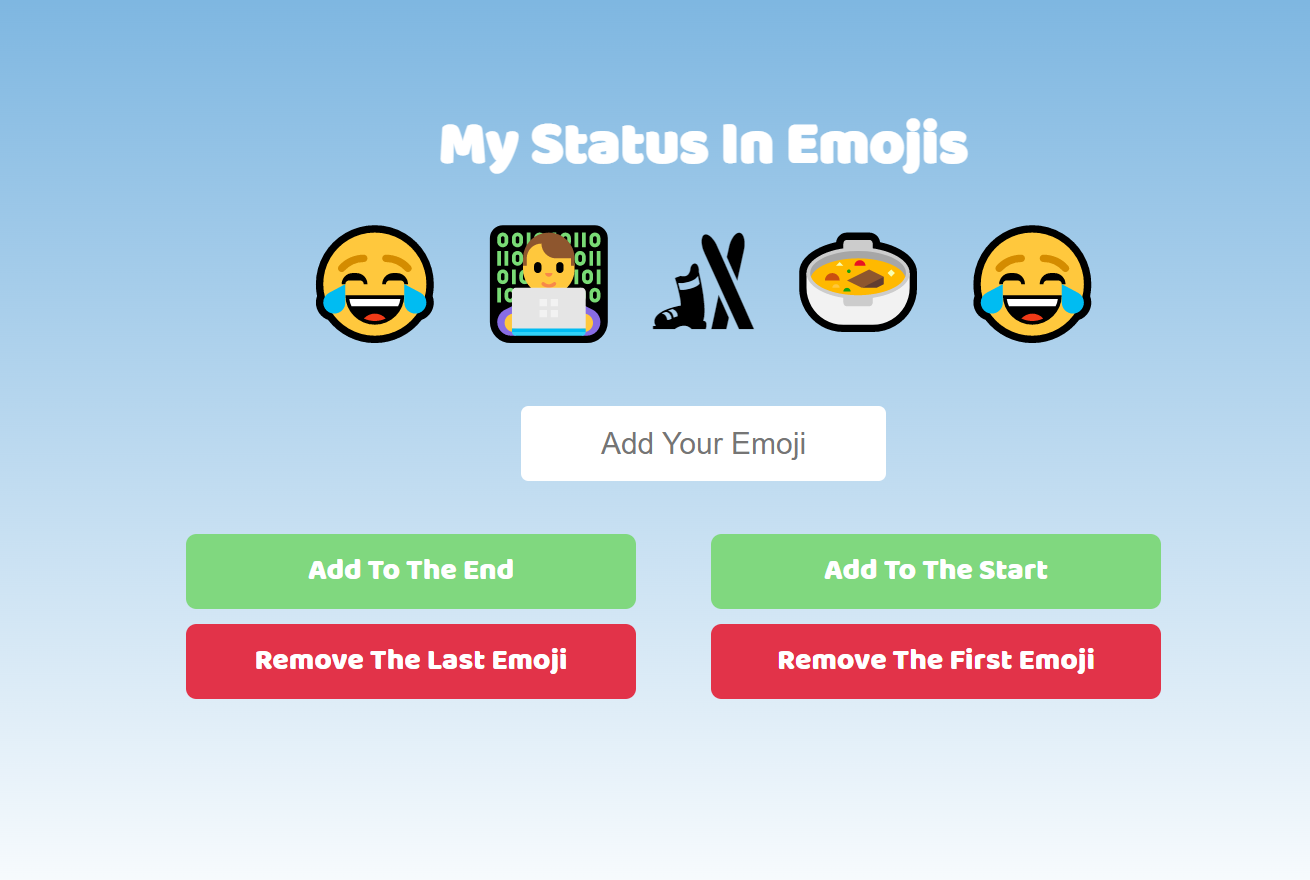 My Status In Emojis
Add Your Emoji
Add To The End
Add To The Start
Remove The Last Emoji
Remove The First Emoji